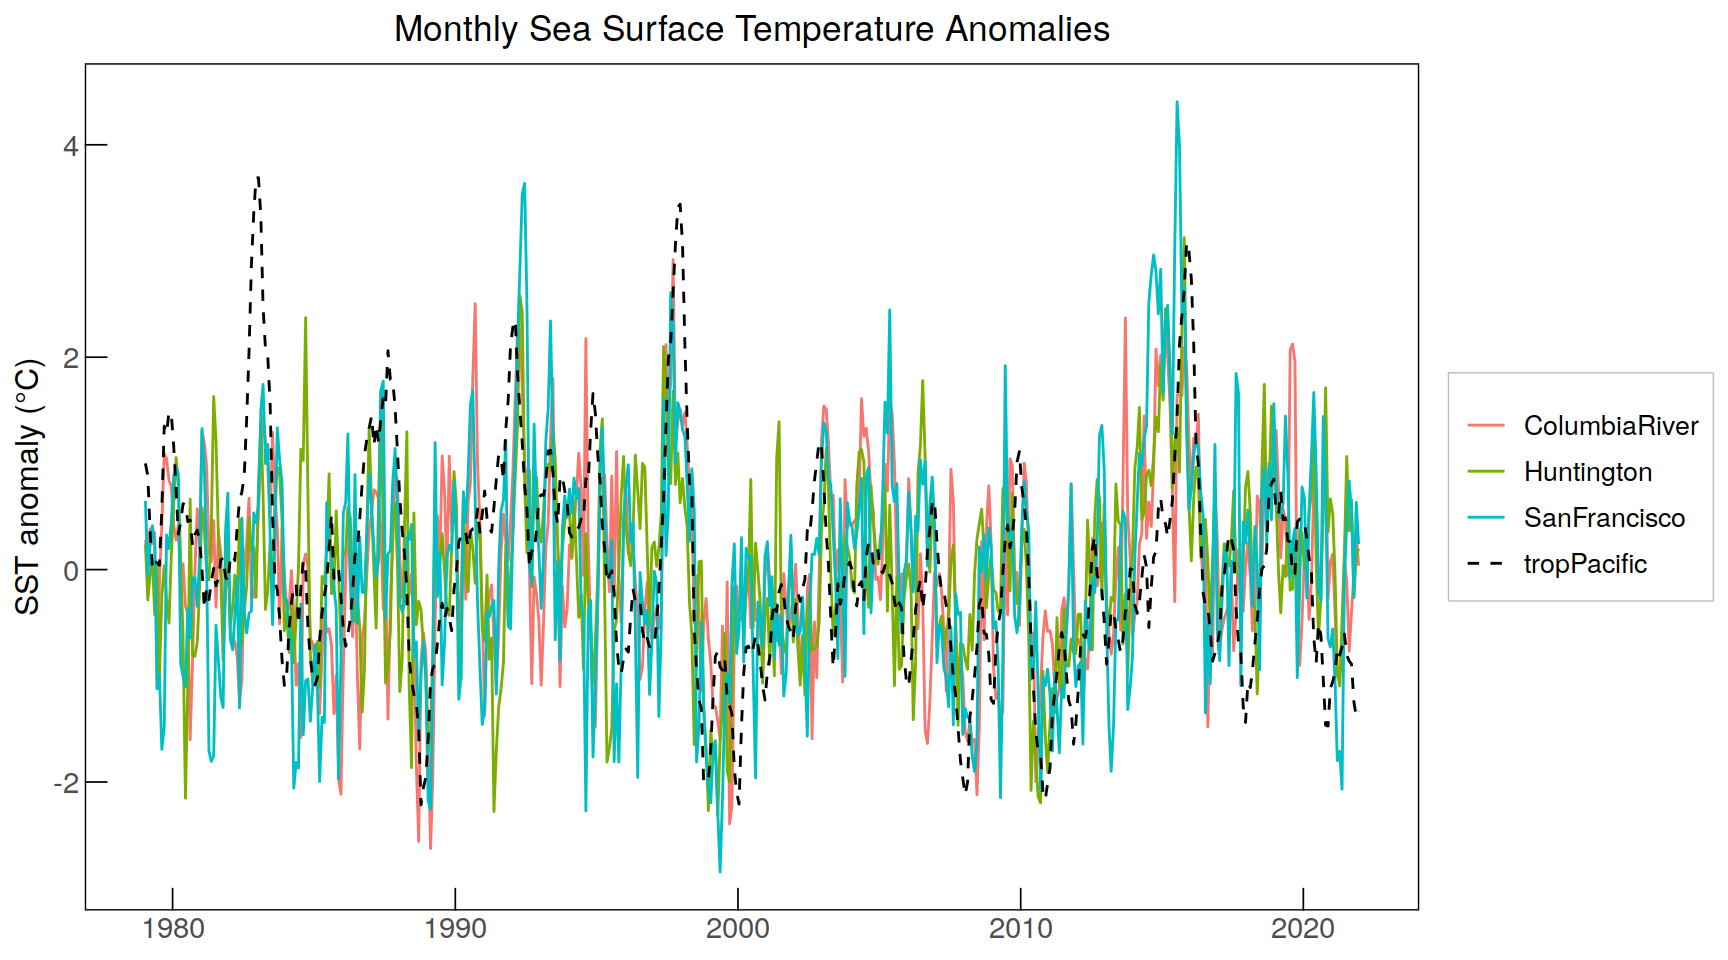 Monthly Sea Surface Temperature Anomalies
SST anomaly (°C)
4
2
0
-2
1980
1990
2000
2010
2020
ColumbiaRiver
Huntington
SanFrancisco
tropPacific